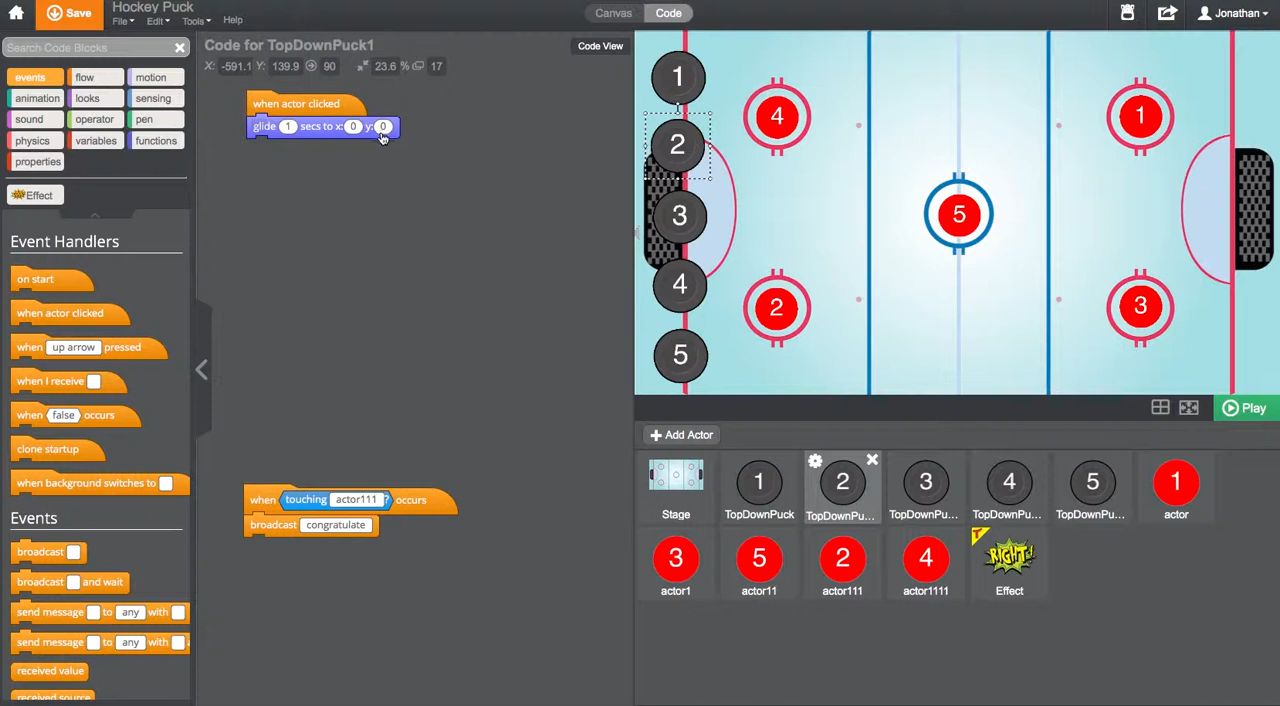 Hockey Puck
Save
File Edit Tools Help
Canvas Code
Jonathan
Search Code Blocks
Code for TopDownPuck1
Code View
X: -591.1 Y: 139.9 90 23.6 % 17
events flow motion
animation looks sensing
sound operator pen
physics variables functions
properties
Effect
Event Handlers
on start
when actor clicked
when up arrow pressed
when I receive
when false occurs
clone startup
when background switches to
Events
broadcast
broadcast and wait
send message to any with
send message to any with
received value
received source
when actor clicked
glide 1 secs to x: 0 y: 0
when touching actor111 ? occurs
broadcast congratulate
1
2
3
4
5
4
1
5
2
3
Play
+ Add Actor
1 2 3 4 5 1
Stage TopDownPuck TopDownPu... TopDownPu... TopDownPu... TopDownPu... actor
3 5 2 4 RIGHT!
T
actor1 actor11 actor111 actor1111 Effect